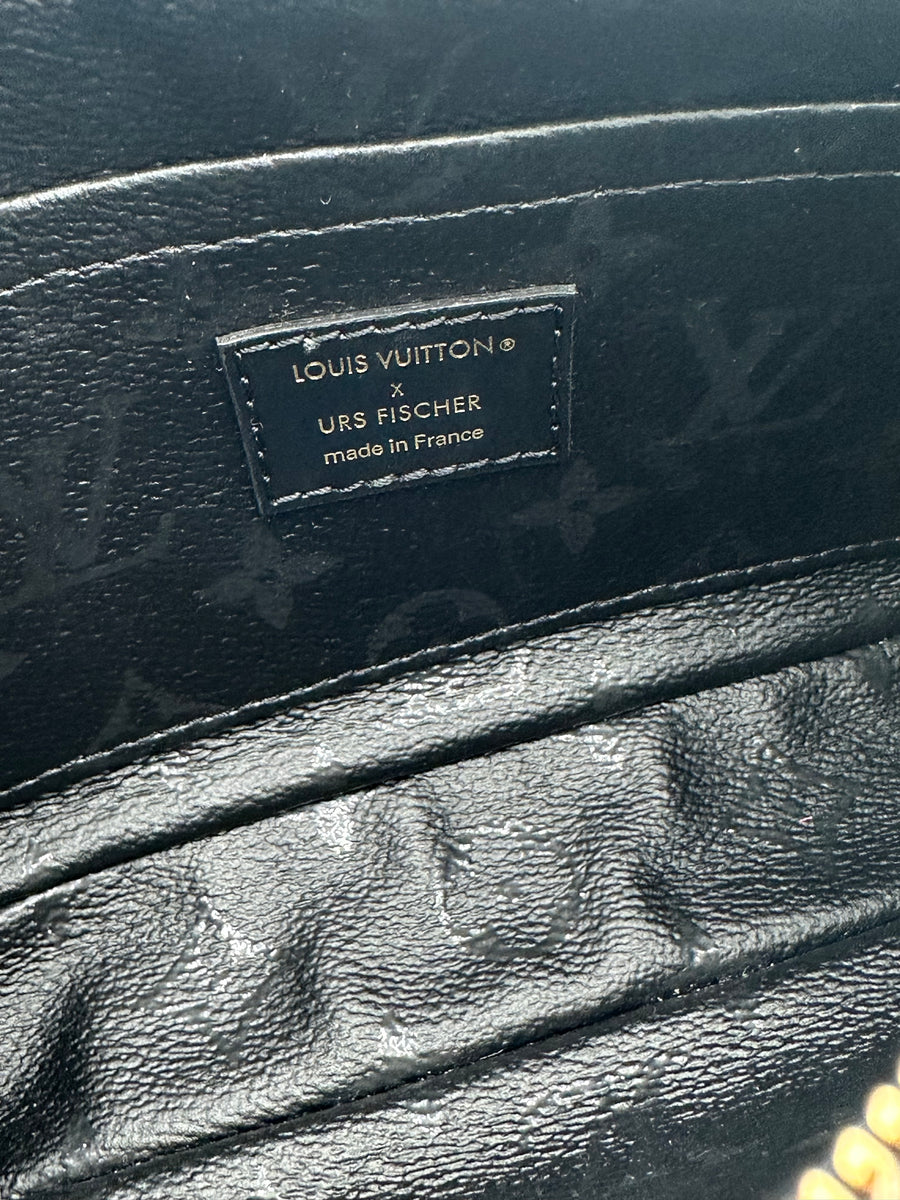 LOUIS VUITTON®
X
URS FISCHER
made in France